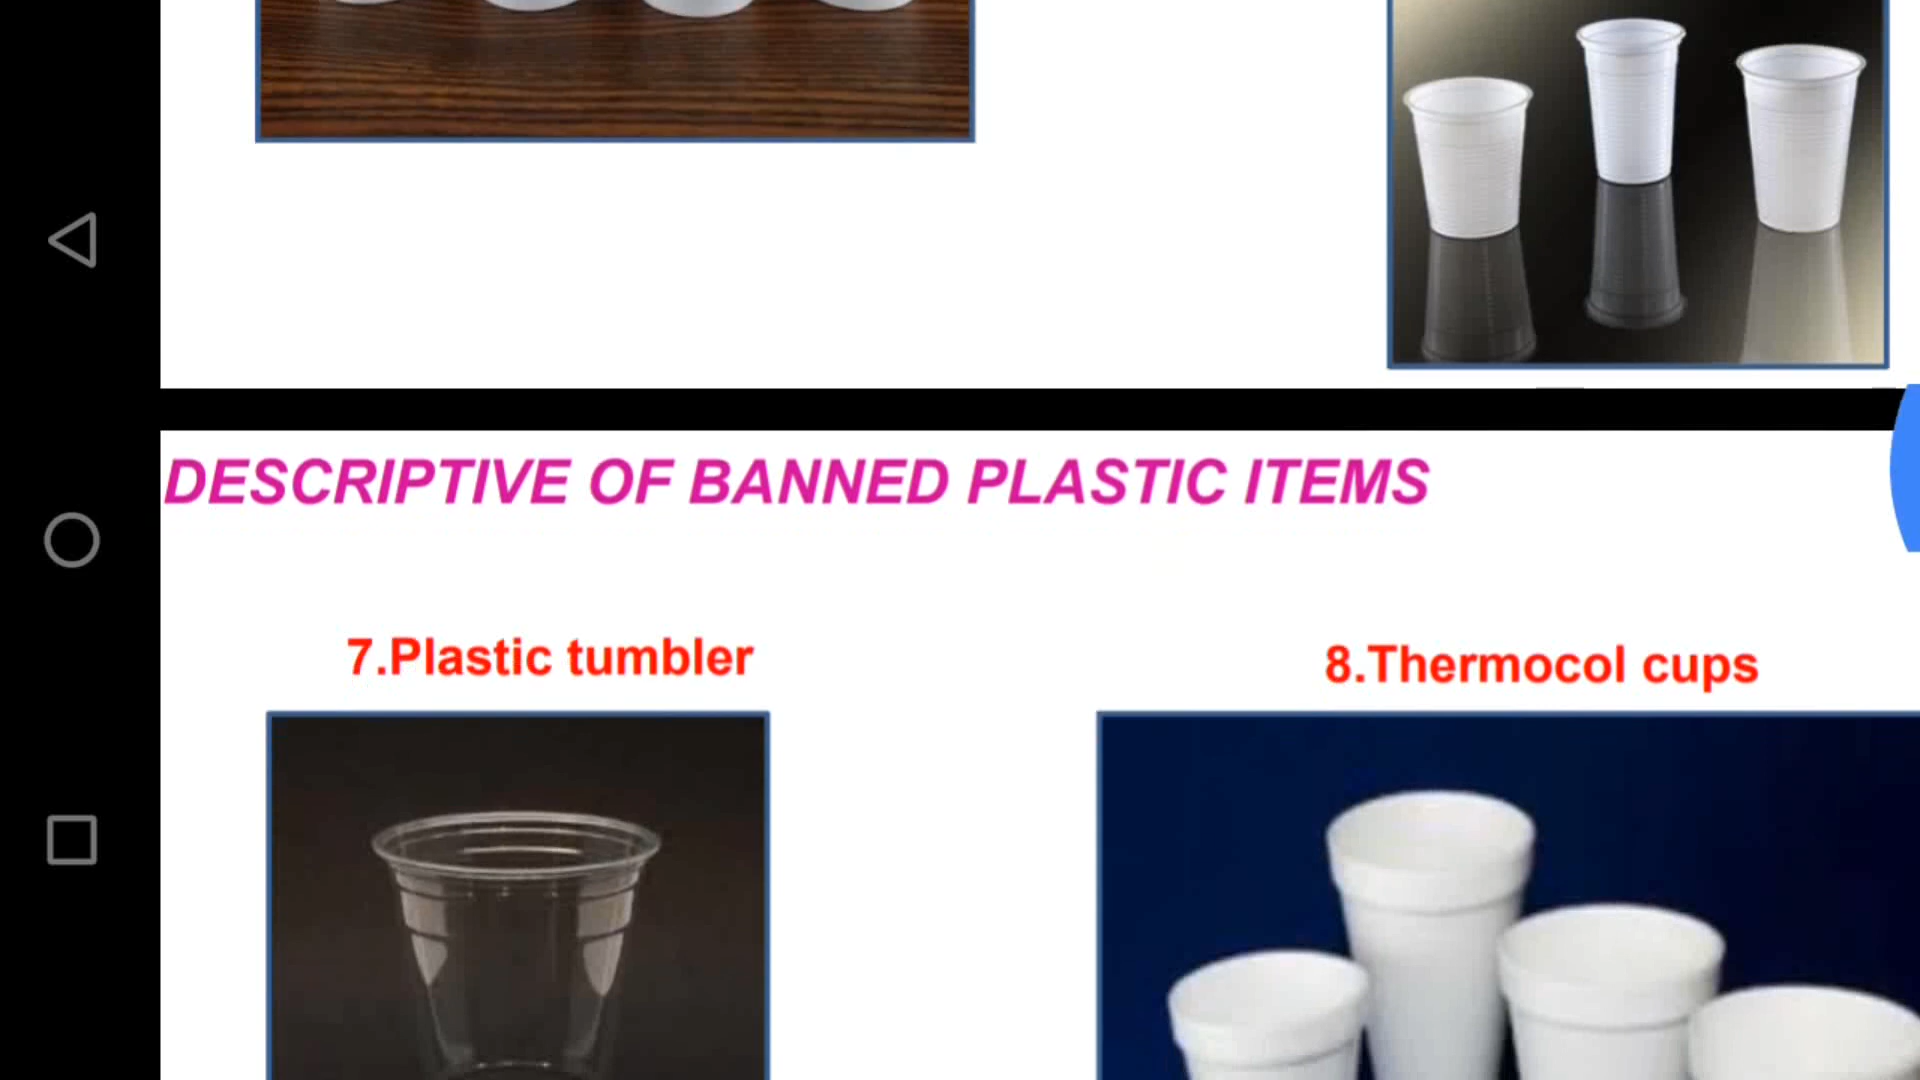 DESCRIPTIVE OF BANNED PLASTIC ITEMS
7.Plastic tumbler
8.Thermocol cups